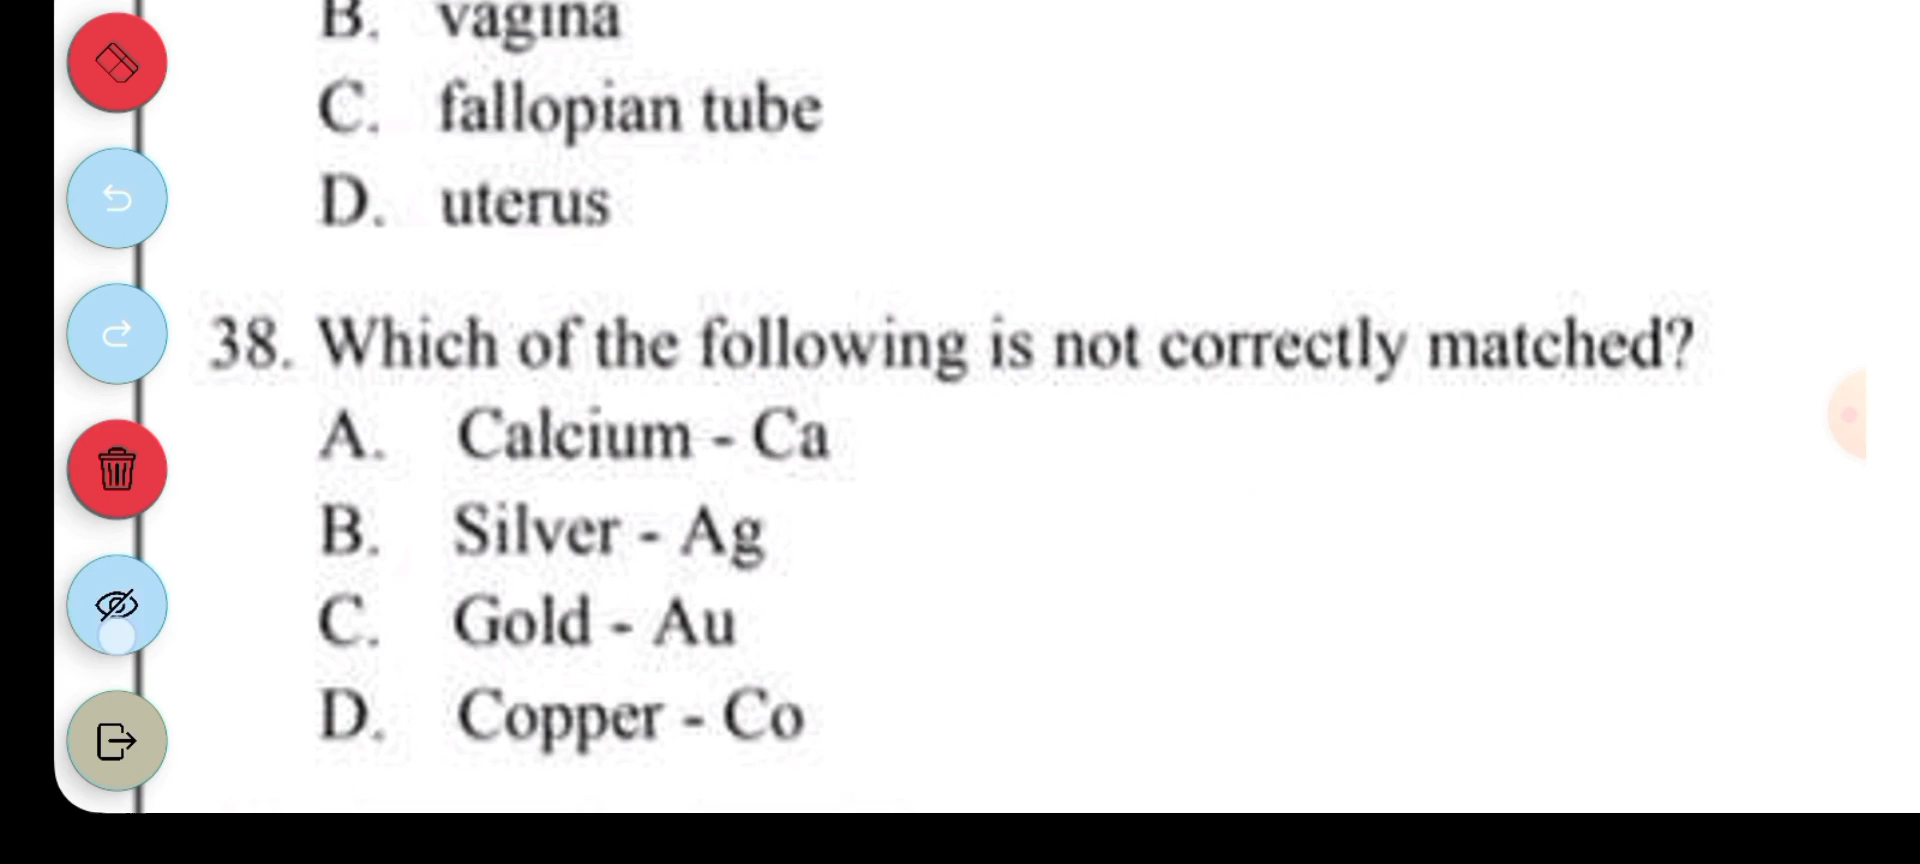 B. vagina
C. fallopian tube
D. uterus
38. Which of the following is not correctly matched?
A. Calcium - Ca
B. Silver - Ag
C. Gold - Au
D. Copper - Co